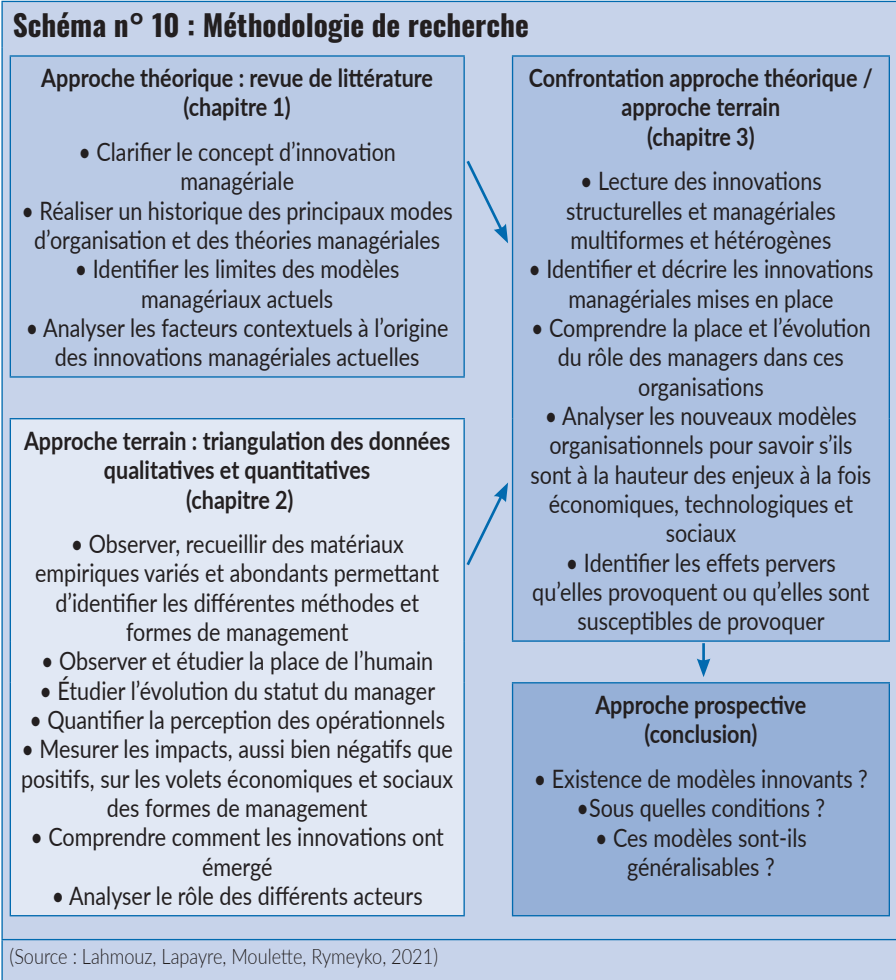 Schéma n° 10 : Méthodologie de recherche
Approche théorique : revue de littérature
(chapitre 1)
• Clarifier le concept d’innovation
managériale
• Réaliser un historique des principaux modes
d’organisation et des théories managériales
• Identifier les limites des modèles
managériaux actuels
• Analyser les facteurs contextuels à l’origine
des innovations managériales actuelles
Approche terrain : triangulation des données
qualitatives et quantitatives
(chapitre 2)
• Observer, recueillir des matériaux
empiriques variés et abondants permettant
d’identifier les différentes méthodes et
formes de management
• Observer et étudier la place de l’humain
• Étudier l’évolution du statut du manager
• Quantifier la perception des opérationnels
• Mesurer les impacts, aussi bien négatifs que
positifs, sur les volets économiques et sociaux
des formes de management
• Comprendre comment les innovations ont
émergé
• Analyser le rôle des différents acteurs
Confrontation approche théorique /
approche terrain
(chapitre 3)
• Lecture des innovations
structurelles et managériales
multiformes et hétérogènes
• Identifier et décrire les innovations
managériales mises en place
• Comprendre la place et l’évolution
du rôle des managers dans ces
organisations
• Analyser les nouveaux modèles
organisationnels pour savoir s’ils
sont à la hauteur des enjeux à la fois
économiques, technologiques et
sociaux
• Identifier les effets pervers
qu’elles provoquent ou qu’elles sont
susceptibles de provoquer
Approche prospective
(conclusion)
• Existence de modèles innovants ?
•Sous quelles conditions ?
• Ces modèles sont-ils
généralisables ?
(Source : Lahmouz, Lapayre, Moulette, Rymeyko, 2021)